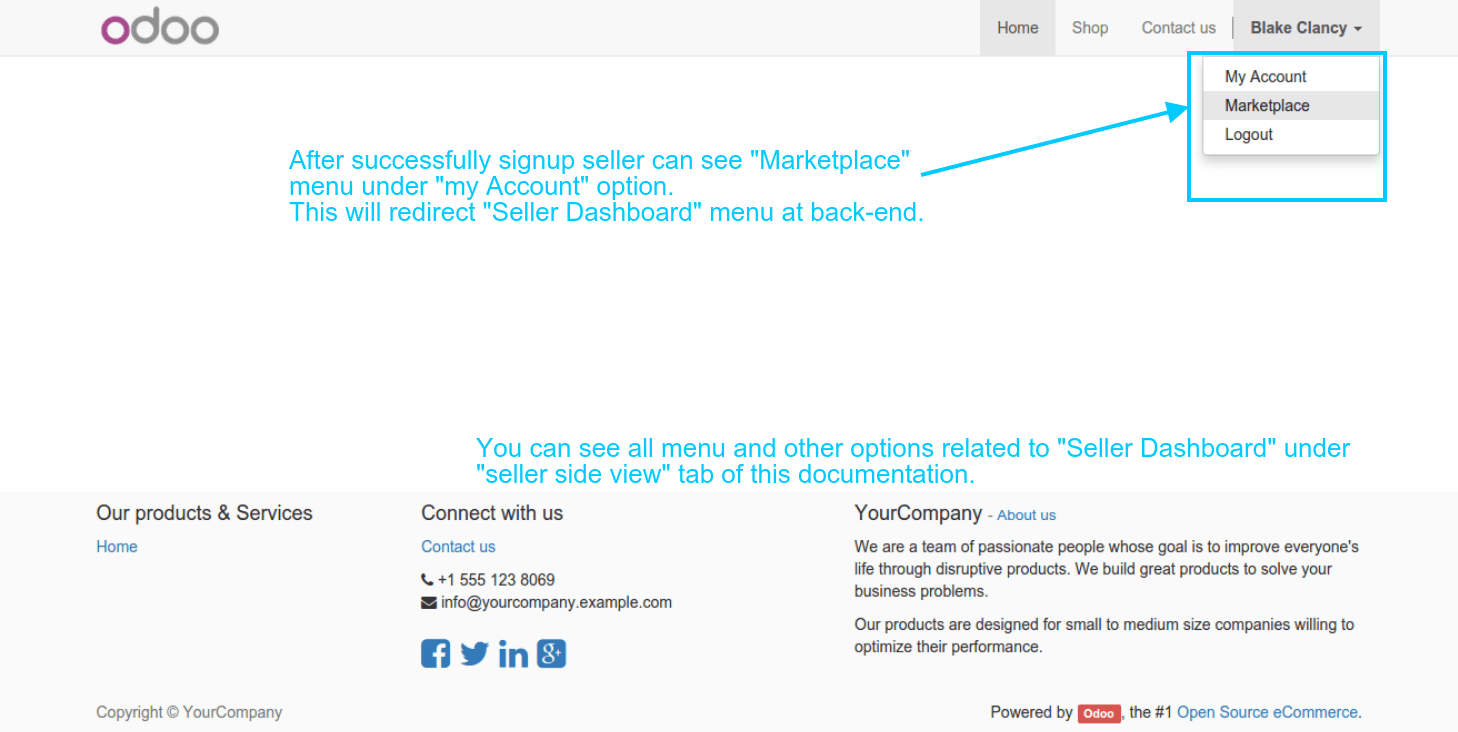 odoo
Home Shop Contact us Blake Clancy
My Account
Marketplace
Logout
After successfully signup seller can see "Marketplace"
menu under "my Account" option.
This will redirect "Seller Dashboard" menu at back-end.
You can see all menu and other options related to "Seller Dashboard" under
"seller side view" tab of this documentation.
Our products & Services
Home
Connect with us
Contact us
+1 555 123 8069
info@yourcompany.example.com
YourCompany - About us
We are a team of passionate people whose goal is to improve everyone's
life through disruptive products. We build great products to solve your
business problems.
Our products are designed for small to medium size companies willing to
optimize their performance.
Copyright © YourCompany
Powered by Odoo, the #1 Open Source eCommerce.